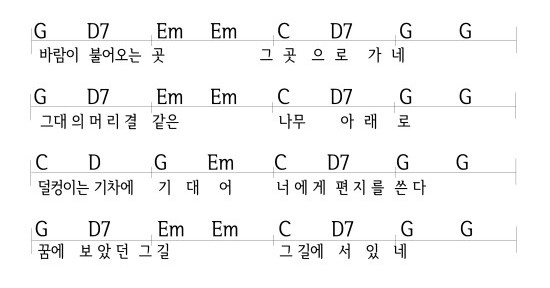 G D7 Em Em C D7 G G
바람이 불어오는 곳 그 곳 으 로 가 네
G D7 Em Em C D7 G G
그대 의 머 리 결 같은 나무 아 래 로
C D G Em C D7 G G
덜컹이는 기차에 기 대 어 너 에 게 편 지 를 쓴 다
G D7 Em Em C D7 G G
꿈에 보 았 던 그 길 그 길에 서 있 네